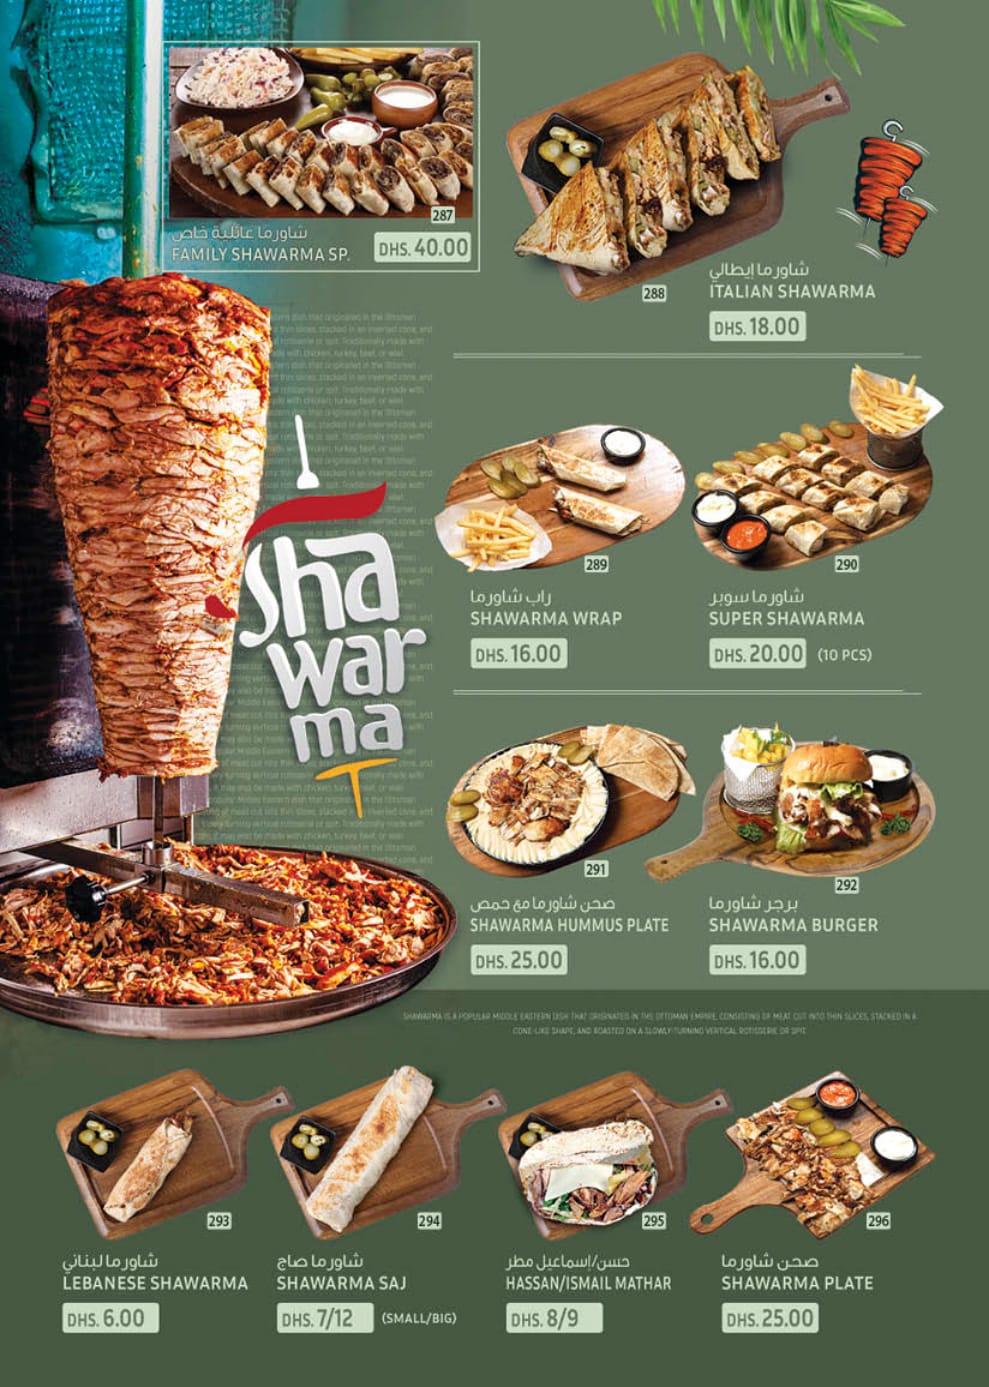 287
شاورما عائلية خاص
FAMILY SHAWARMA SP.
DHS. 40.00
288
شاورما إيطالي
ITALIAN SHAWARMA
DHS. 18.00
Sha
war
ma
289
راب شاورما
SHAWARMA WRAP
DHS. 16.00
290
شاورما سوبر
SUPER SHAWARMA
DHS. 20.00 (10 PCS)
291
صحن شاورما مع حمص
SHAWARMA HUMMUS PLATE
DHS. 25.00
292
برجر شاورما
SHAWARMA BURGER
DHS. 16.00
SHAWARMA IS A POPULAR MIDDLE EASTERN DISH THAT ORIGINATED IN THE OTTOMAN EMPIRE, CONSISTING OF MEAT CUT INTO THIN SLICES, STACKED IN A
CONE-LIKE SHAPE, AND ROASTED ON A SLOWLY-TURNING VERTICAL ROTISSERIE OR SPIT.
293
شاورما لبناني
LEBANESE SHAWARMA
DHS. 6.00
294
شاورما صاج
SHAWARMA SAJ
DHS. 7/12 (SMALL/BIG)
295
حسن/إسماعيل مطر
HASSAN/ISMAIL MATHAR
DHS. 8/9
296
صحن شاورما
SHAWARMA PLATE
DHS. 25.00